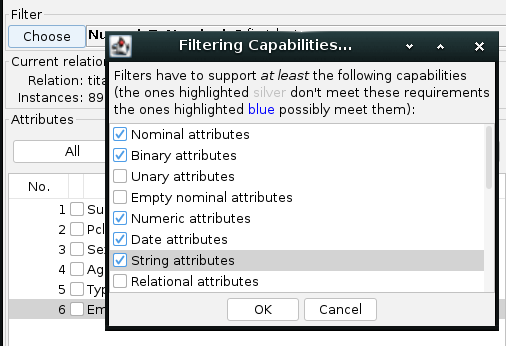 Filter
Choose
Filtering Capabilities...
Current relation
Filters have to support at least the following capabilities
Relation: tita
(the ones highlighted silver don't meet these requirements
Instances: 89
the ones highlighted blue possibly meet them):
Attributes
Nominal attributes
All
Binary attributes
Unary attributes
No.
Empty nominal attributes
1 Su
Numeric attributes
2 Pcl
Date attributes
3 Sex
String attributes
4 Ag
Relational attributes
5 Typ
6 Em
OK
Cancel